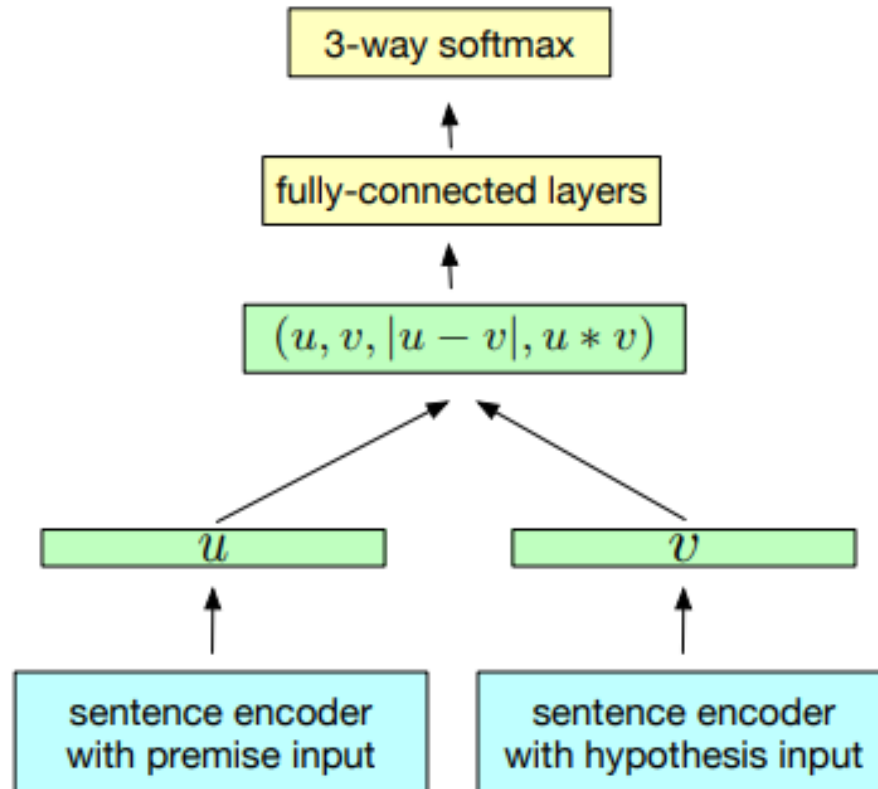 3-way softmax
fully-connected layers
(u, v, |u − v|, u ∗ v)
u
v
sentence encoder
with premise input
sentence encoder
with hypothesis input